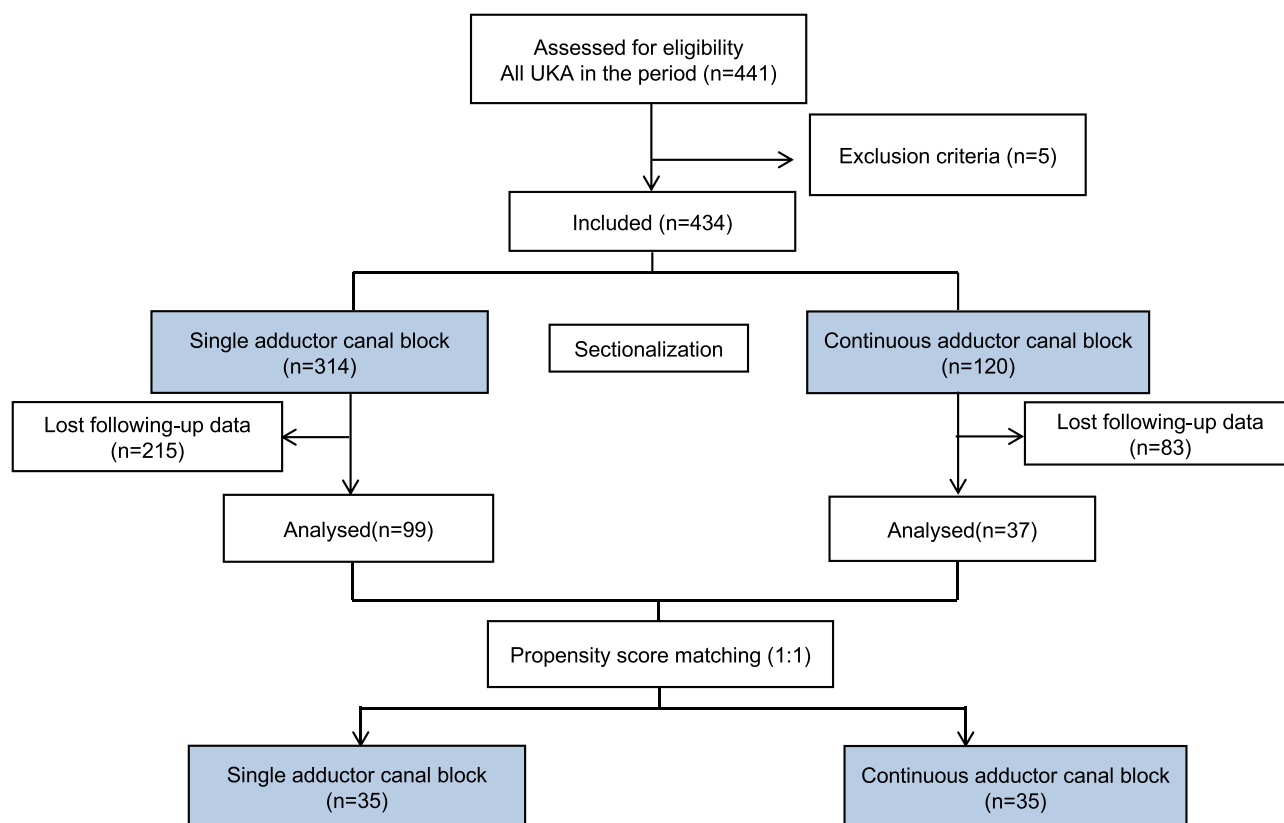 Assessed for eligibility
All UKA in the period (n=441)
Exclusion criteria (n=5)
Included (n=434)
Single adductor canal block
(n=314)
Sectionalization
Continuous adductor canal block
(n=120)
Lost following-up data
(n=215)
Lost following-up data
(n=83)
Analysed(n=99)
Analysed(n=37)
Propensity score matching (1:1)
Single adductor canal block
(n=35)
Continuous adductor canal block
(n=35)